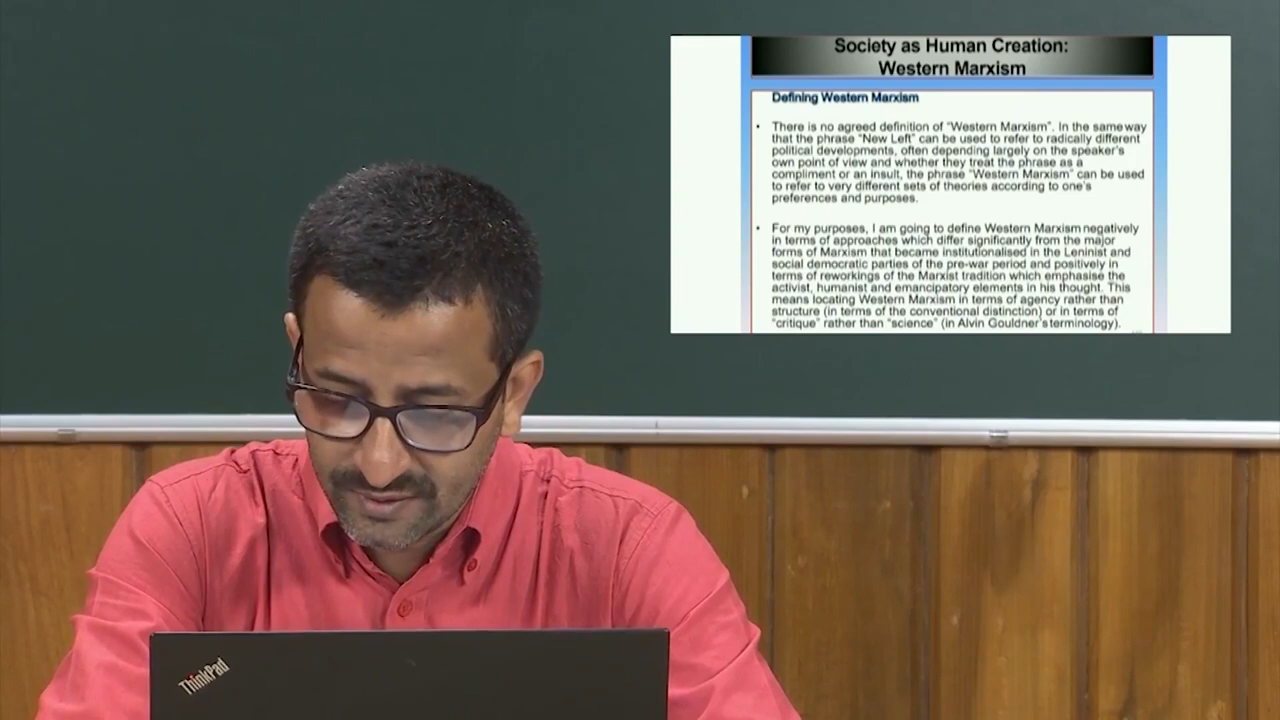 Society as Human Creation:
Western Marxism
Defining Western Marxism
• There is no agreed definition of “Western Marxism”. In the same way
that the phrase “New Left” can be used to refer to radically different
political developments, often depending largely on the speaker’s
own point of view and whether they treat the phrase as a
compliment or an insult, the phrase “Western Marxism” can be used
to refer to very different sets of theories according to one’s
preferences and purposes.
• For my purposes, I am going to define Western Marxism negatively
in terms of approaches which differ significantly from the major
forms of Marxism that became institutionalised in the Leninist and
social democratic parties of the pre-war period and positively in
terms of reworkings of the Marxist tradition which emphasise the
activist, humanist and emancipatory elements in his thought. This
means locating Western Marxism in terms of agency rather than
structure (in terms of the conventional distinction) or in terms of
“critique” rather than “science” (in Alvin Gouldner’s terminology).
ThinkPad